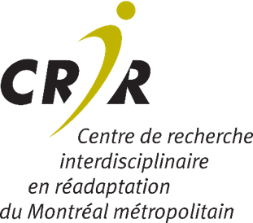 CRIR
Centre de recherche
interdisciplinaire
en réadaptation
du Montréal métropolitain